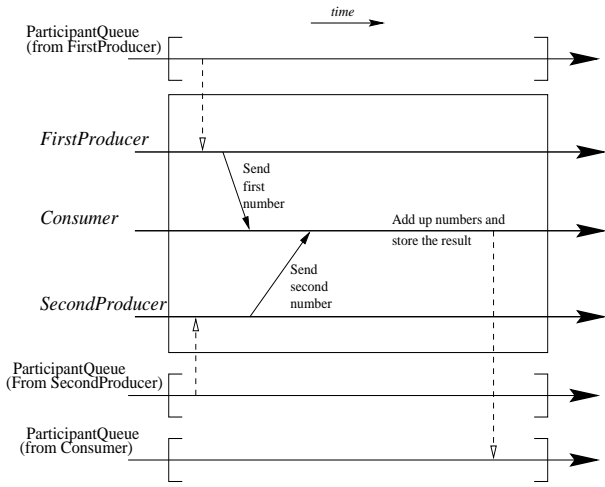 time
ParticipantQueue
(from FirstProducer)
FirstProducer
Send
first
number
Consumer
Add up numbers and
store the result
Send
second
number
SecondProducer
ParticipantQueue
(From SecondProducer)
ParticipantQueue
(from Consumer)